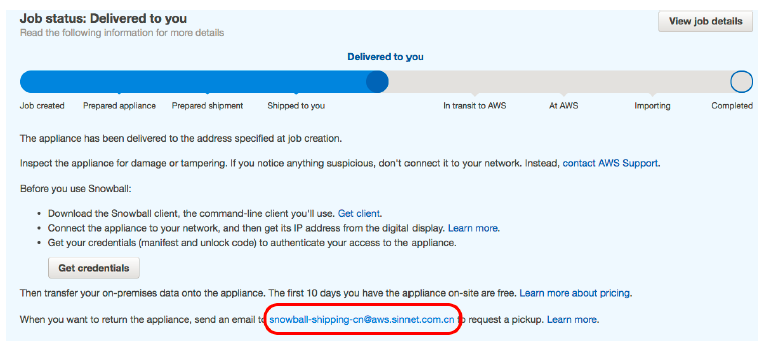 Job status: Delivered to you
View job details
Read the following information for more details
Delivered to you
Job created Prepared appliance Prepared shipment Shipped to you In transit to AWS At AWS Importing Completed
The appliance has been delivered to the address specified at job creation.
Inspect the appliance for damage or tampering. If you notice anything suspicious, don't connect it to your network. Instead, contact AWS Support.
Before you use Snowball:
• Download the Snowball client, the command-line client you'll use. Get client.
• Connect the appliance to your network, and then get its IP address from the digital display. Learn more.
• Get your credentials (manifest and unlock code) to authenticate your access to the appliance.
Get credentials
Then transfer your on-premises data onto the appliance. The first 10 days you have the appliance on-site are free. Learn more about pricing.
When you want to return the appliance, send an email to snowball-shipping-cn@aws.sinnet.com.cn to request a pickup. Learn more.